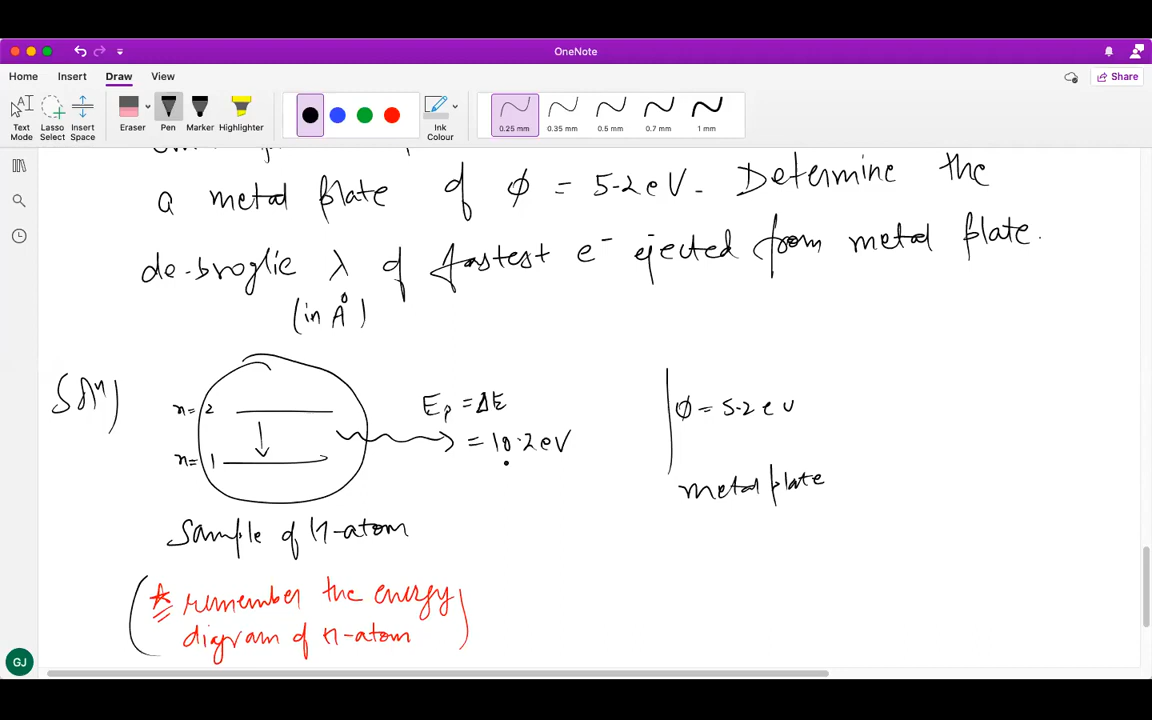 OneNote
Home Insert Draw View
Share
Text Mode
Lasso Select
Insert Space
Eraser
Pen
Marker
Highlighter
Ink Colour
0.25 mm
0.35 mm
0.5 mm
0.7 mm
1 mm
a metal plate of ϕ = 5.2 eV. Determine the
de-broglie λ of fastest e⁻ ejected from metal plate.
(in Å)
Solⁿ)
n=2
n=1
E_p = ΔE
= 10.2 eV
ϕ = 5.2 e v
metal plate
Sample of H-atom
(* remember the energy
diagram of H-atom)
GJ